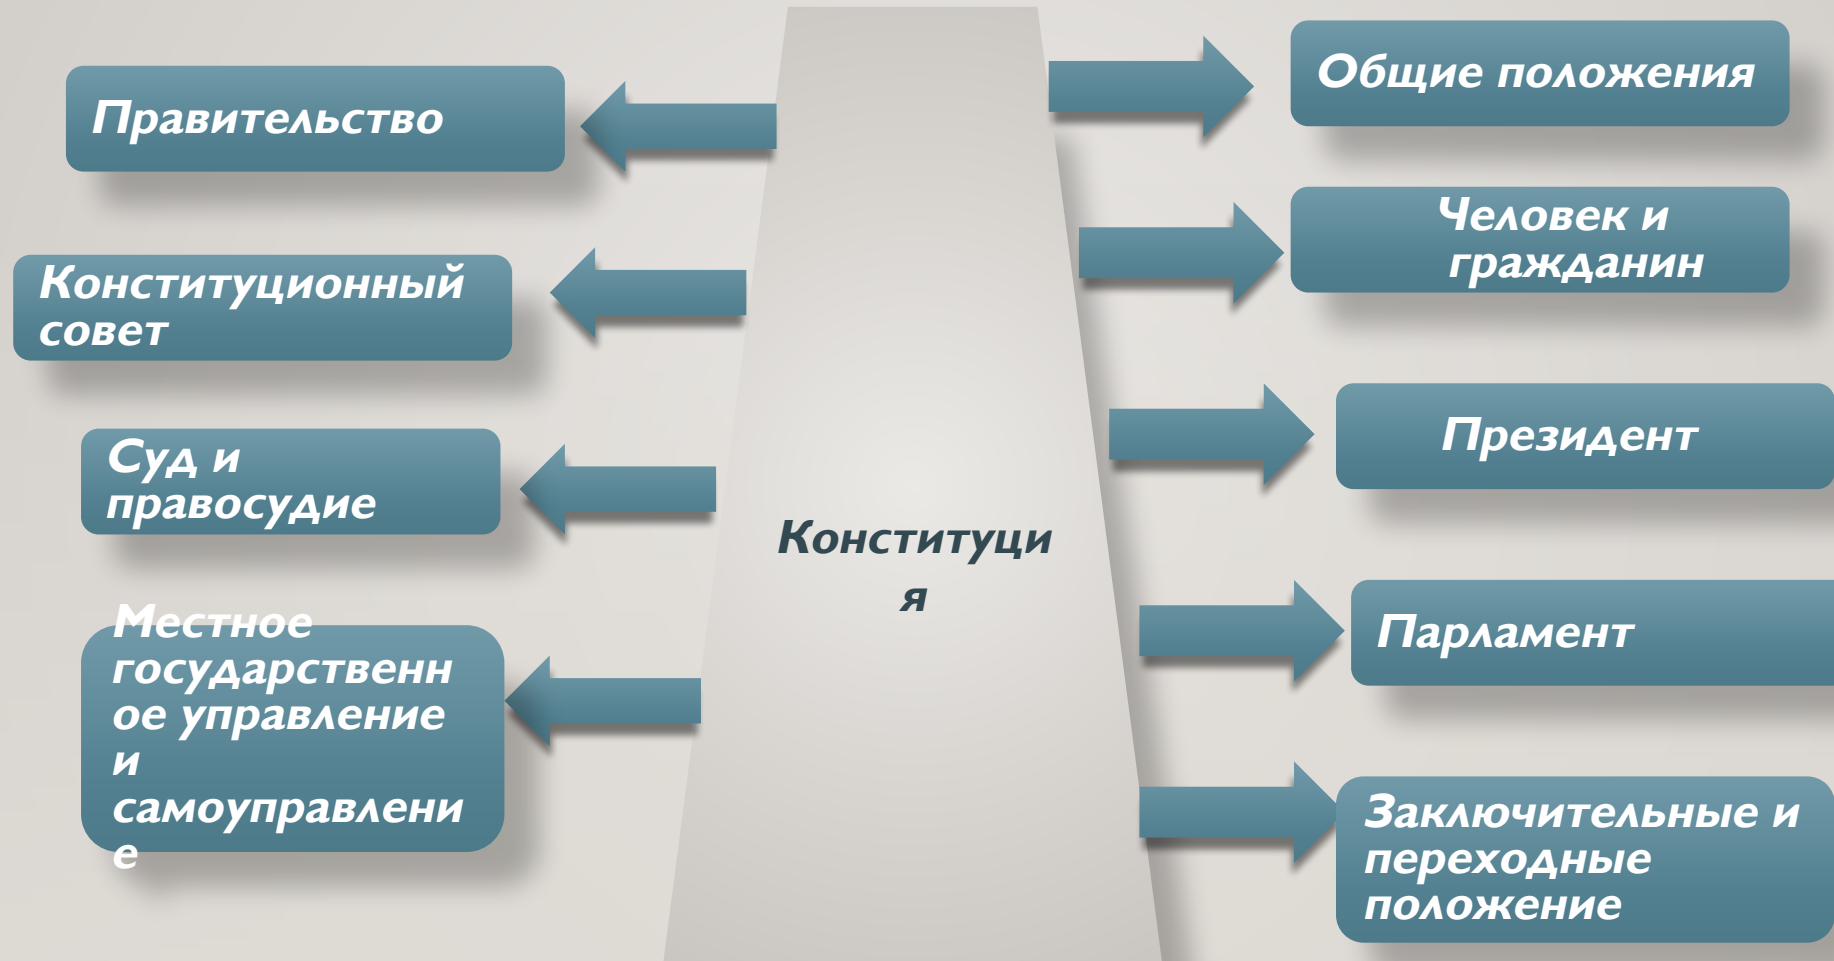 Правительство
Конституционный
совет
Суд и
правосудие
Местное
государственн
ое управление
и
самоуправлени
е
Конституци
я
Общие положения
Человек и
гражданин
Президент
Парламент
Заключительные и
переходные
положение